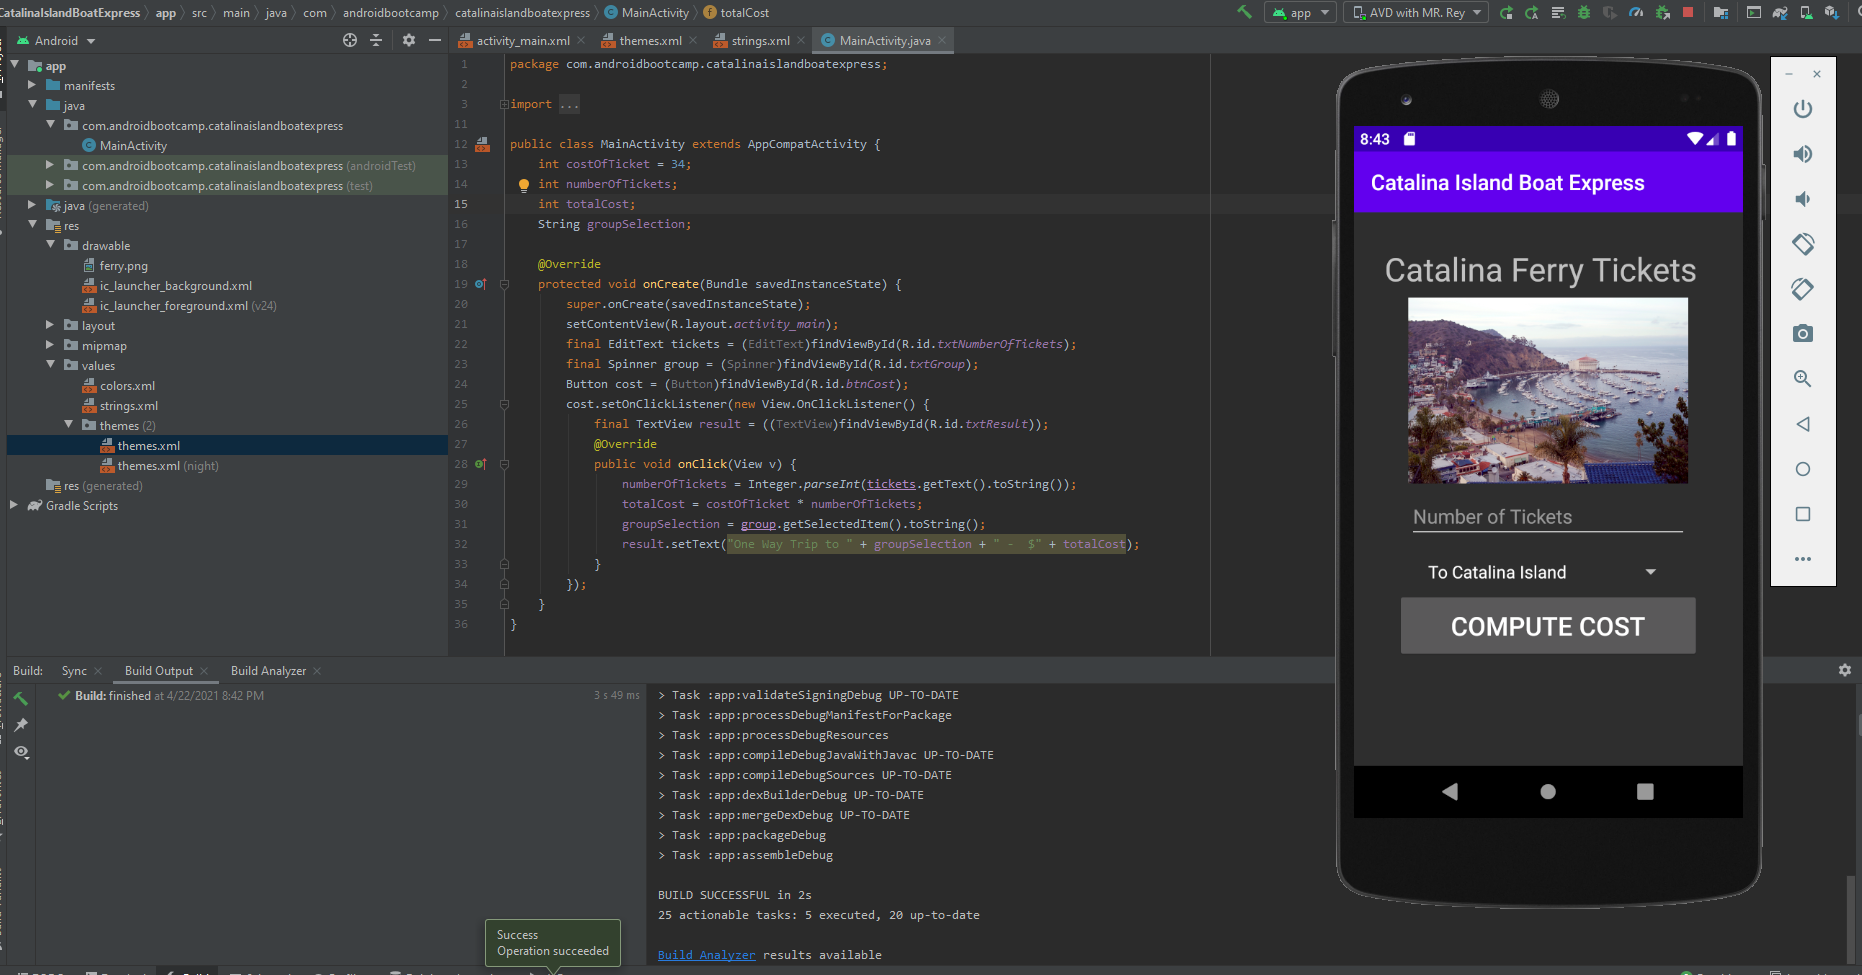 CatalinaIslandBoatExpress app src main java com androidbootcamp catalinaislandboatexpress MainActivity totalCost
app AVD with MR. Rey
Android
activity_main.xml themes.xml strings.xml MainActivity.java
app
manifests
java
com.androidbootcamp.catalinaislandboatexpress
MainActivity
com.androidbootcamp.catalinaislandboatexpress (androidTest)
com.androidbootcamp.catalinaislandboatexpress (test)
java (generated)
res
drawable
ferry.png
ic_launcher_background.xml
ic_launcher_foreground.xml (v24)
layout
mipmap
values
colors.xml
strings.xml
themes (2)
themes.xml
themes.xml (night)
res (generated)
Gradle Scripts
1 package com.androidbootcamp.catalinaislandboatexpress;
2
3 import ...
11
12 public class MainActivity extends AppCompatActivity {
13 int costOfTicket = 34;
14 int numberOfTickets;
15 int totalCost;
16 String groupSelection;
17
18 @Override
19 protected void onCreate(Bundle savedInstanceState) {
20 super.onCreate(savedInstanceState);
21 setContentView(R.layout.activity_main);
22 final EditText tickets = (EditText)findViewById(R.id.txtNumberOfTickets);
23 final Spinner group = (Spinner)findViewById(R.id.txtGroup);
24 Button cost = (Button)findViewById(R.id.btnCost);
25 cost.setOnClickListener(new View.OnClickListener() {
26 final TextView result = ((TextView)findViewById(R.id.txtResult));
27 @Override
28 public void onClick(View v) {
29 numberOfTickets = Integer.parseInt(tickets.getText().toString());
30 totalCost = costOfTicket * numberOfTickets;
31 groupSelection = group.getSelectedItem().toString();
32 result.setText("One Way Trip to " + groupSelection + " -  $" + totalCost);
33 }
34 });
35 }
36 }
8:43
Catalina Island Boat Express
Catalina Ferry Tickets
Number of Tickets
To Catalina Island
COMPUTE COST
Build: Sync Build Output Build Analyzer
Build: finished at 4/22/2021 8:42 PM 3 s 49 ms
> Task :app:validateSigningDebug UP-TO-DATE
> Task :app:processDebugManifestForPackage
> Task :app:processDebugResources
> Task :app:compileDebugJavaWithJavac UP-TO-DATE
> Task :app:compileDebugSources UP-TO-DATE
> Task :app:dexBuilderDebug UP-TO-DATE
> Task :app:mergeDexDebug UP-TO-DATE
> Task :app:packageDebug
> Task :app:assembleDebug
BUILD SUCCESSFUL in 2s
25 actionable tasks: 5 executed, 20 up-to-date
Build Analyzer results available
Success
Operation succeeded